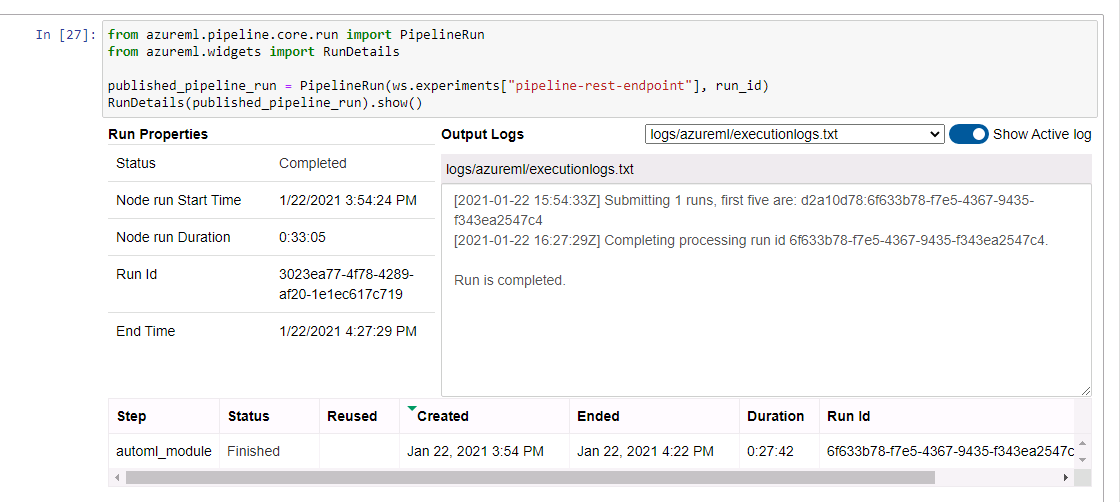 In [27]:
from azureml.pipeline.core.run import PipelineRun
from azureml.widgets import RunDetails
published_pipeline_run = PipelineRun(ws.experiments["pipeline-rest-endpoint"], run_id)
RunDetails(published_pipeline_run).show()
Run Properties
Status Completed
Node run Start Time 1/22/2021 3:54:24 PM
Node run Duration 0:33:05
Run Id 3023ea77-4f78-4289-
af20-1e1ec617c719
End Time 1/22/2021 4:27:29 PM
Output Logs logs/azureml/executionlogs.txt Show Active log
logs/azureml/executionlogs.txt
[2021-01-22 15:54:33Z] Submitting 1 runs, first five are: d2a10d78:6f633b78-f7e5-4367-9435-
f343ea2547c4
[2021-01-22 16:27:29Z] Completing processing run id 6f633b78-f7e5-4367-9435-f343ea2547c4.
Run is completed.
Step Status Reused Created Ended Duration Run Id
automl_module Finished Jan 22, 2021 3:54 PM Jan 22, 2021 4:22 PM 0:27:42 6f633b78-f7e5-4367-9435-f343ea2547c